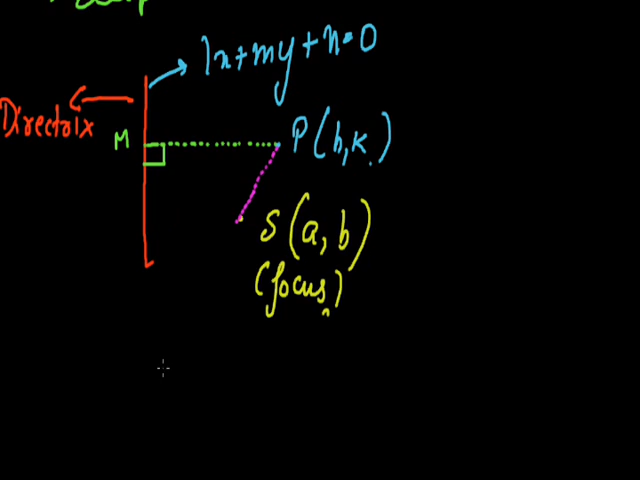 lx+my+n=0
Directrix
M
P(h,k)
S(a,b)
(focus)